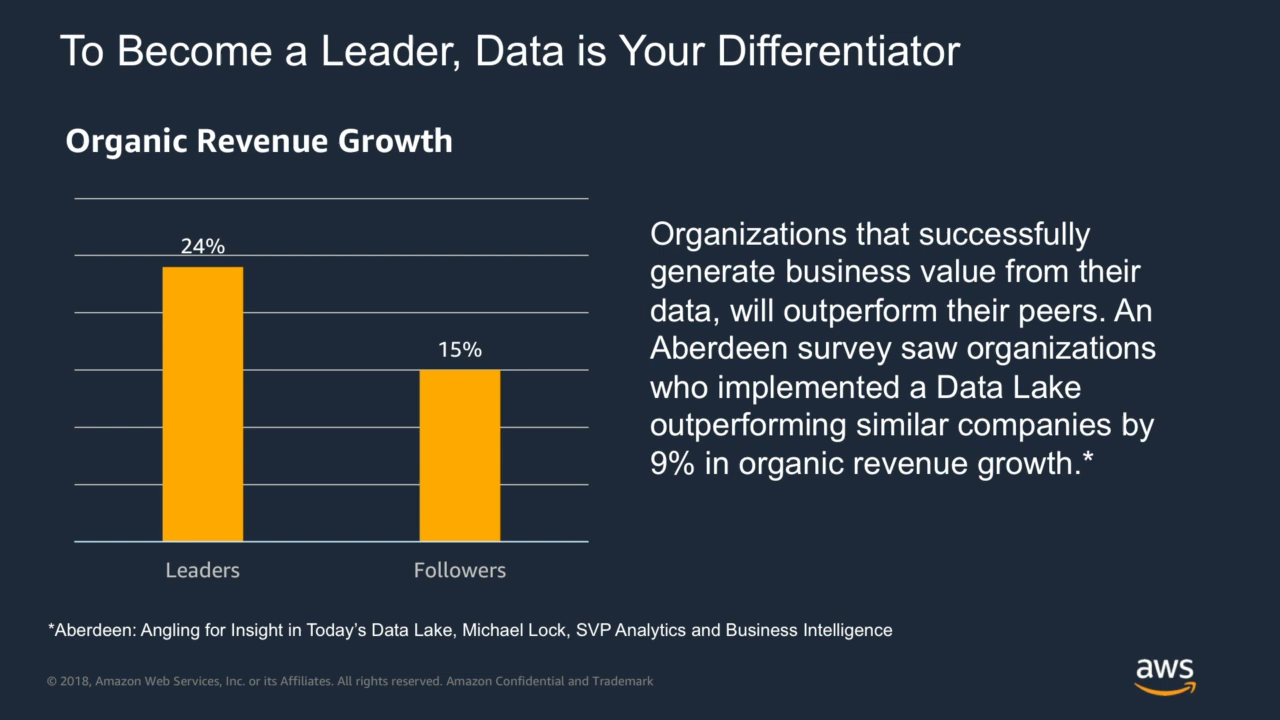 To Become a Leader, Data is Your Differentiator
Organic Revenue Growth
24%
15%
Leaders
Followers
Organizations that successfully
generate business value from their
data, will outperform their peers. An
Aberdeen survey saw organizations
who implemented a Data Lake
outperforming similar companies by
9% in organic revenue growth.*
*Aberdeen: Angling for Insight in Today’s Data Lake, Michael Lock, SVP Analytics and Business Intelligence
© 2018, Amazon Web Services, Inc. or its Affiliates. All rights reserved. Amazon Confidential and Trademark
aws